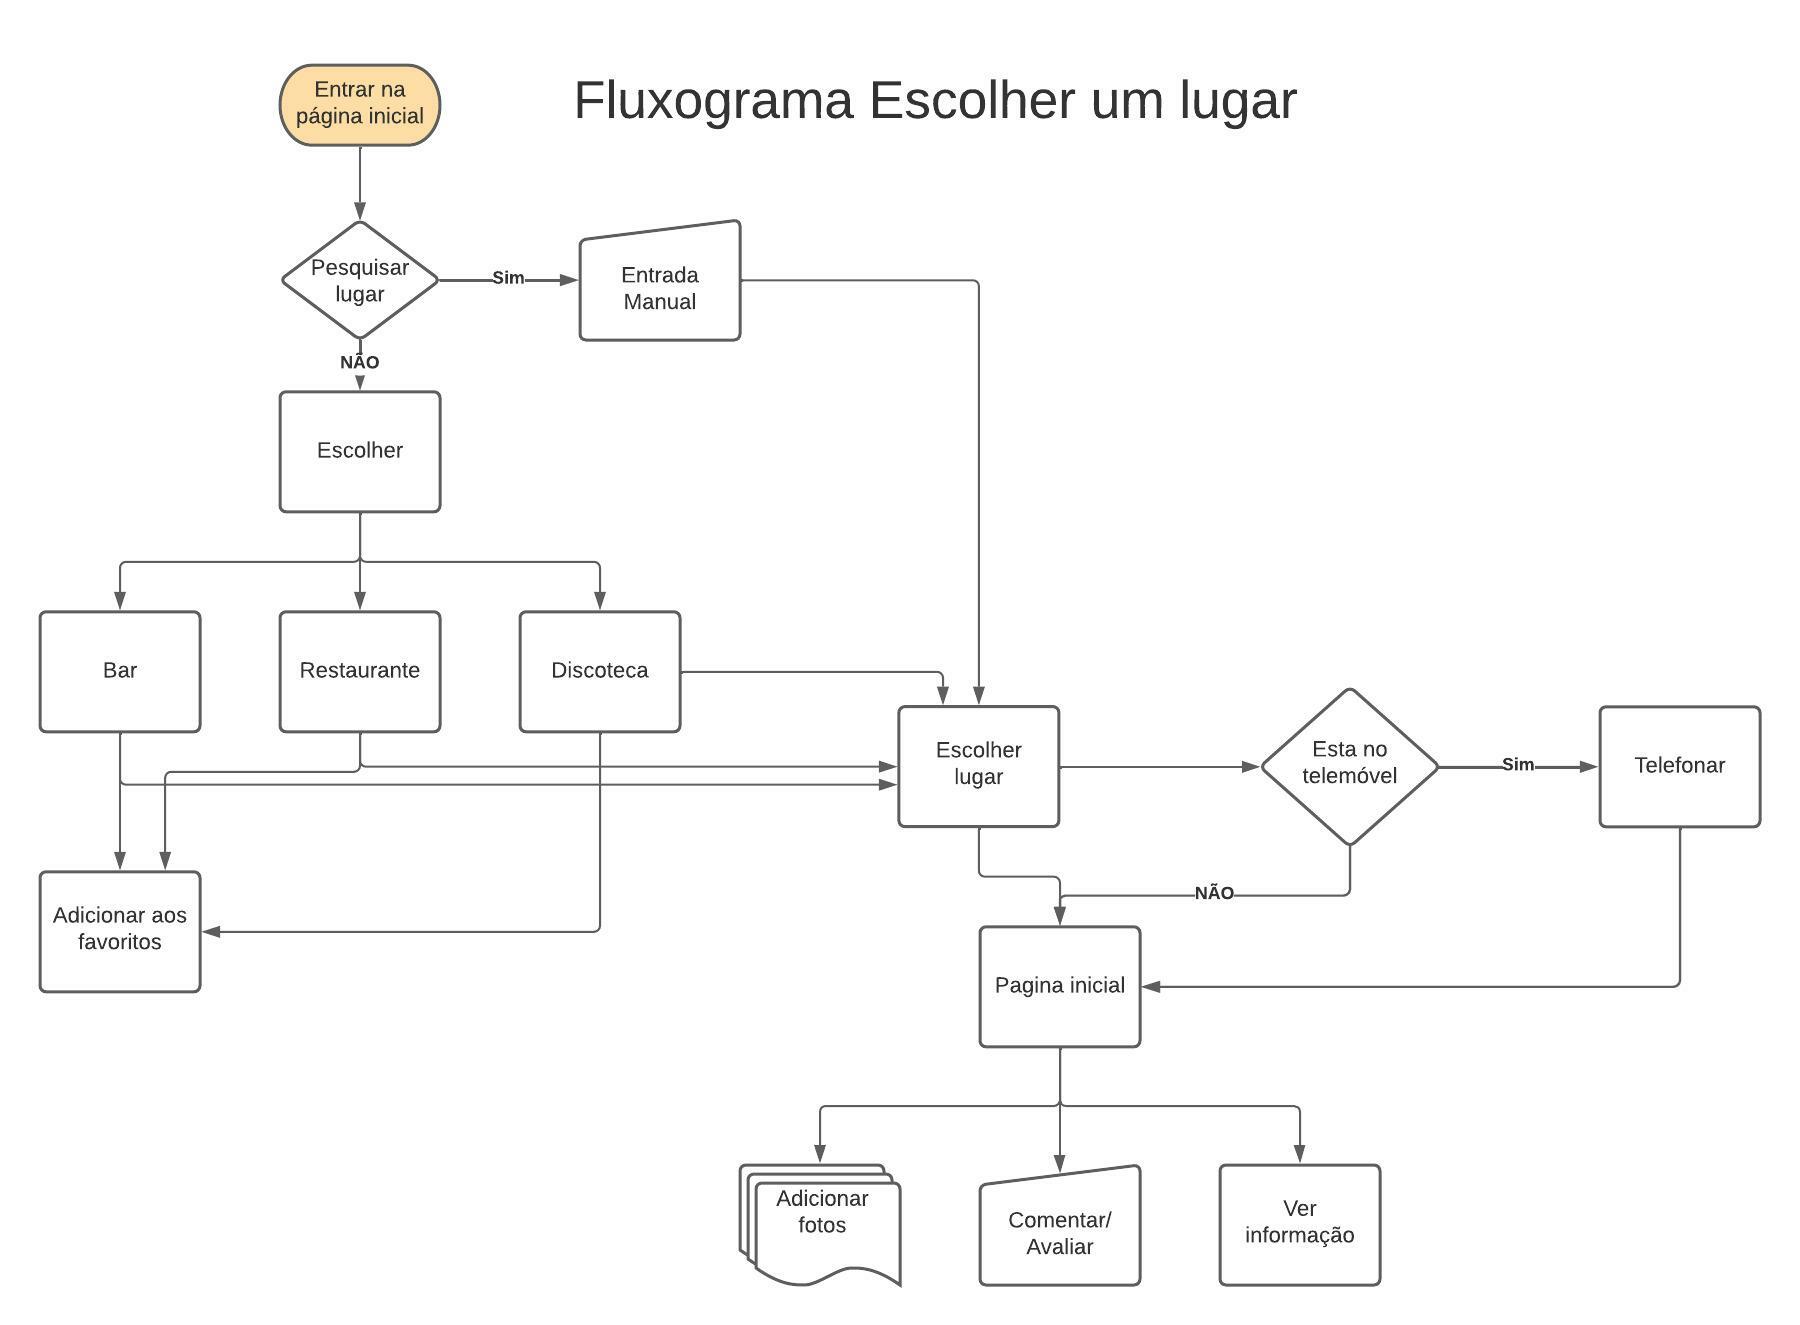 Fluxograma Escolher um lugar
Entrar na
página inicial
Pesquisar
lugar
Sim
Entrada
Manual
NÃO
Escolher
Bar
Restaurante
Discoteca
Escolher
lugar
Esta no
telemóvel
Sim
Telefonar
NÃO
Adicionar aos
favoritos
Pagina inicial
Adicionar
fotos
Comentar/
Avaliar
Ver
informação